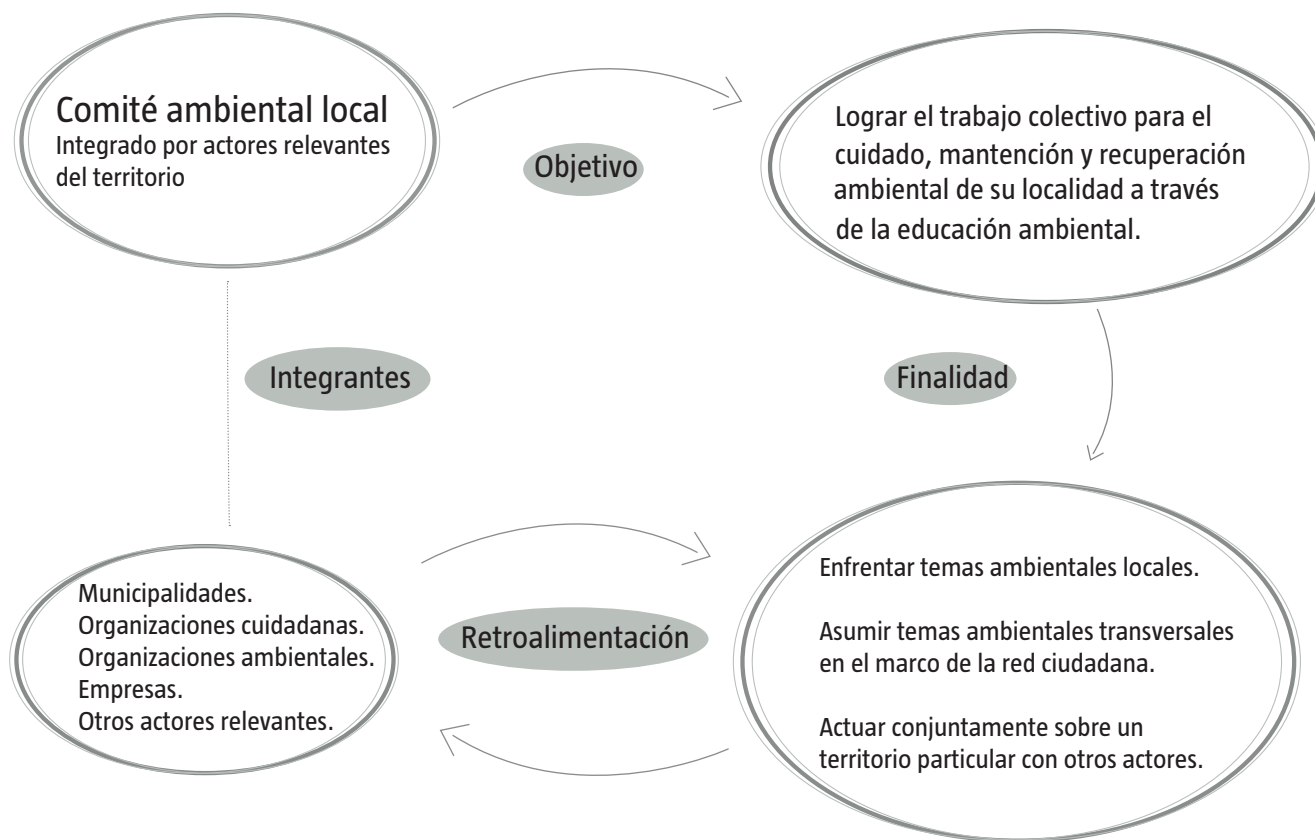 Comité ambiental local
Integrado por actores relevantes
del territorio
Objetivo
Lograr el trabajo colectivo para el
cuidado, mantención y recuperación
ambiental de su localidad a través
de la educación ambiental.
Integrantes
Finalidad
Municipalidades.
Organizaciones cuidadanas.
Organizaciones ambientales.
Empresas.
Otros actores relevantes.
Retroalimentación
Enfrentar temas ambientales locales.
Asumir temas ambientales transversales
en el marco de la red ciudadana.
Actuar conjuntamente sobre un
territorio particular con otros actores.